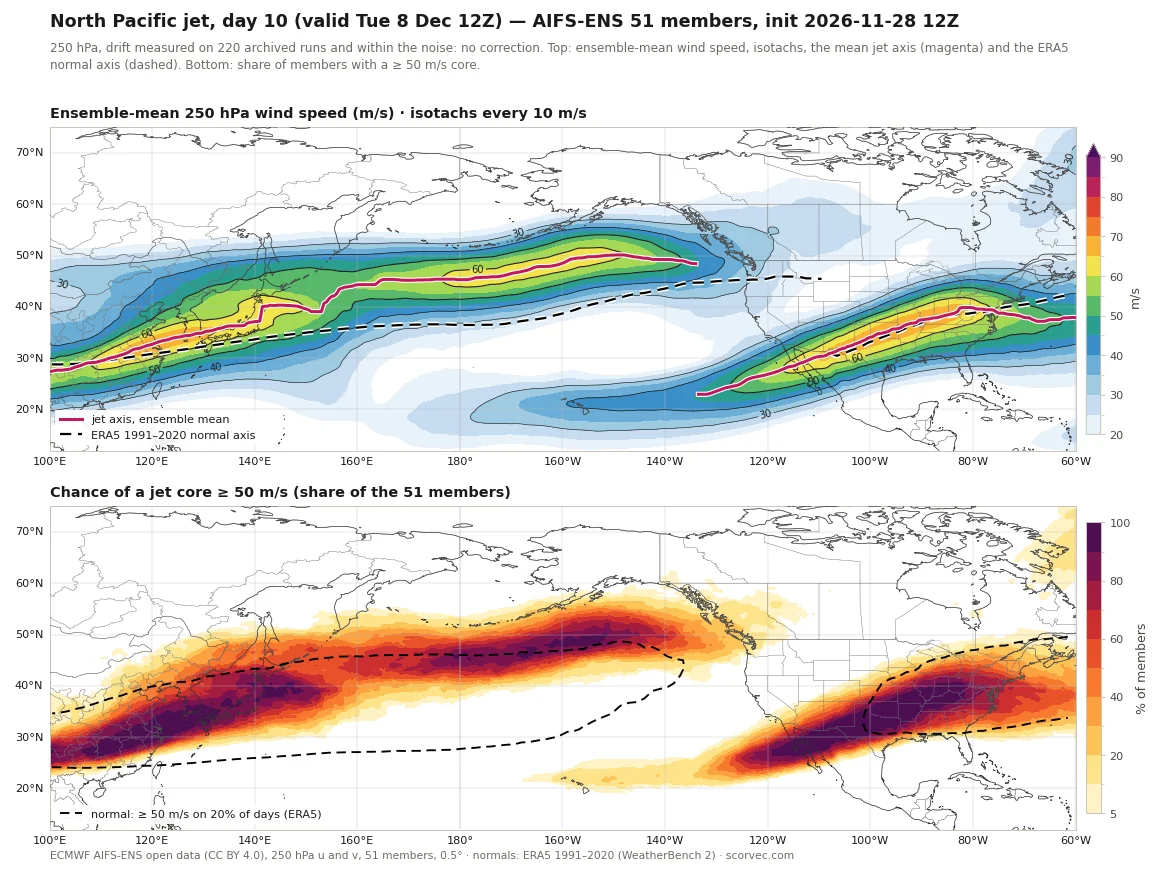 North Pacific jet, day 10 (valid Tue 8 Dec 12Z) — AIFS-ENS 51 members, init 2026-11-28 12Z
250 hPa, drift measured on 220 archived runs and within the noise: no correction. Top: ensemble-mean wind speed, isotachs, the mean jet axis (magenta) and the ERA5
normal axis (dashed). Bottom: share of members with a ≥ 50 m/s core.
Ensemble-mean 250 hPa wind speed (m/s) · isotachs every 10 m/s
70°N
60°N
50°N
40°N
30°N
20°N
30
30
60
60
50
40
60
50
40
30
30
jet axis, ensemble mean
ERA5 1991–2020 normal axis
100°E 120°E 140°E 160°E 180° 160°W 140°W 120°W 100°W 80°W 60°W
90
80
70
60
50
40
30
20
m/s
Chance of a jet core ≥ 50 m/s (share of the 51 members)
70°N
60°N
50°N
40°N
30°N
20°N
normal: ≥ 50 m/s on 20% of days (ERA5)
100°E 120°E 140°E 160°E 180° 160°W 140°W 120°W 100°W 80°W 60°W
100
80
60
40
20
5
% of members
ECMWF AIFS-ENS open data (CC BY 4.0), 250 hPa u and v, 51 members, 0.5° · normals: ERA5 1991–2020 (WeatherBench 2) · scorvec.com